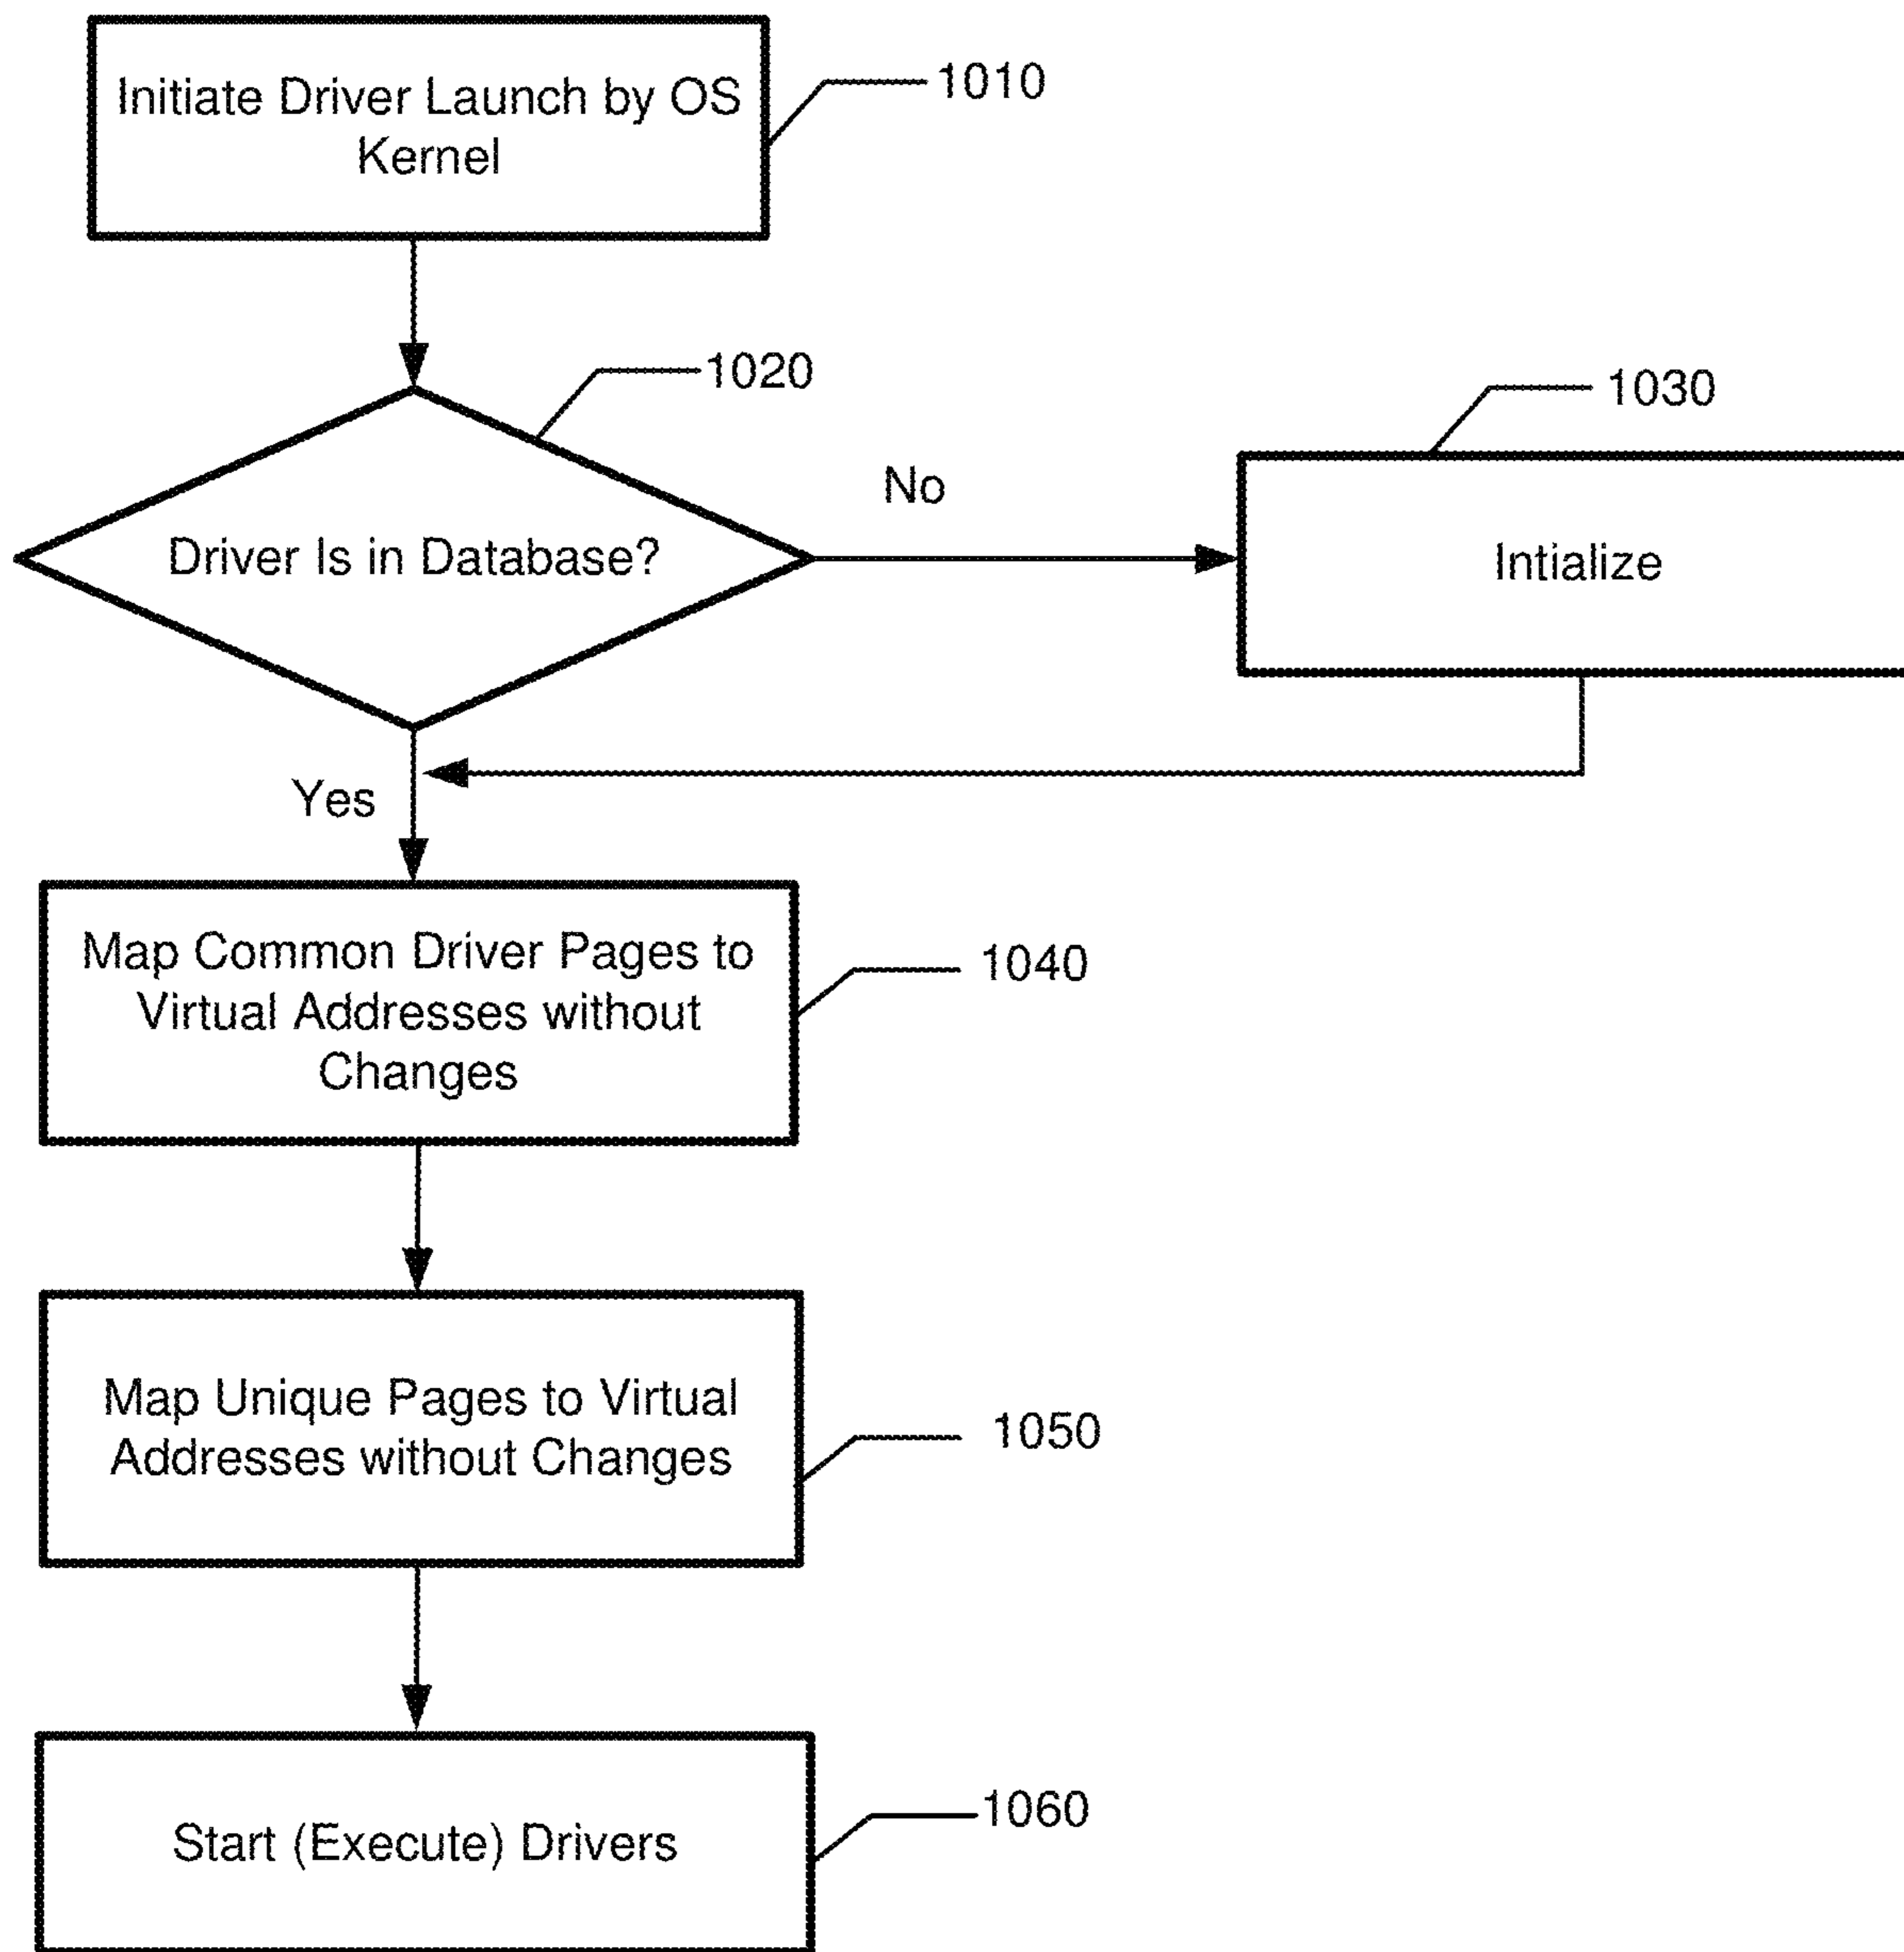 Initiate Driver Launch by OS
Kernel
1010
1020
Driver Is in Database?
No
1030
Intialize
Yes
Map Common Driver Pages to
Virtual Addresses without
Changes
1040
Map Unique Pages to Virtual
Addresses without Changes
1050
Start (Execute) Drivers
1060